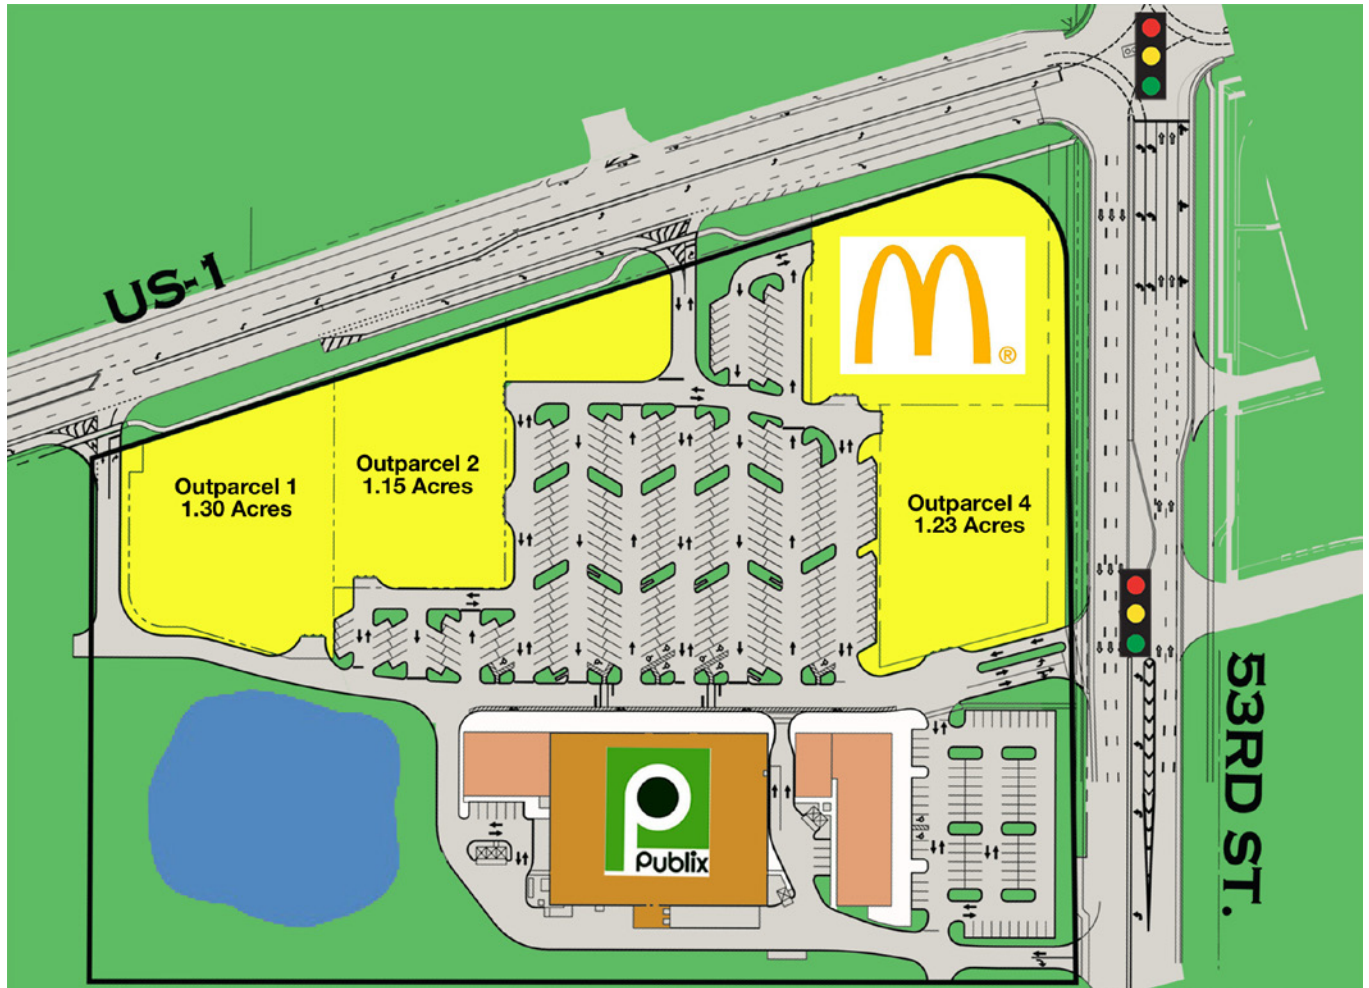 US-1
®
Outparcel 1
1.30 Acres
Outparcel 2
1.15 Acres
Outparcel 4
1.23 Acres
Publix
53RD ST.